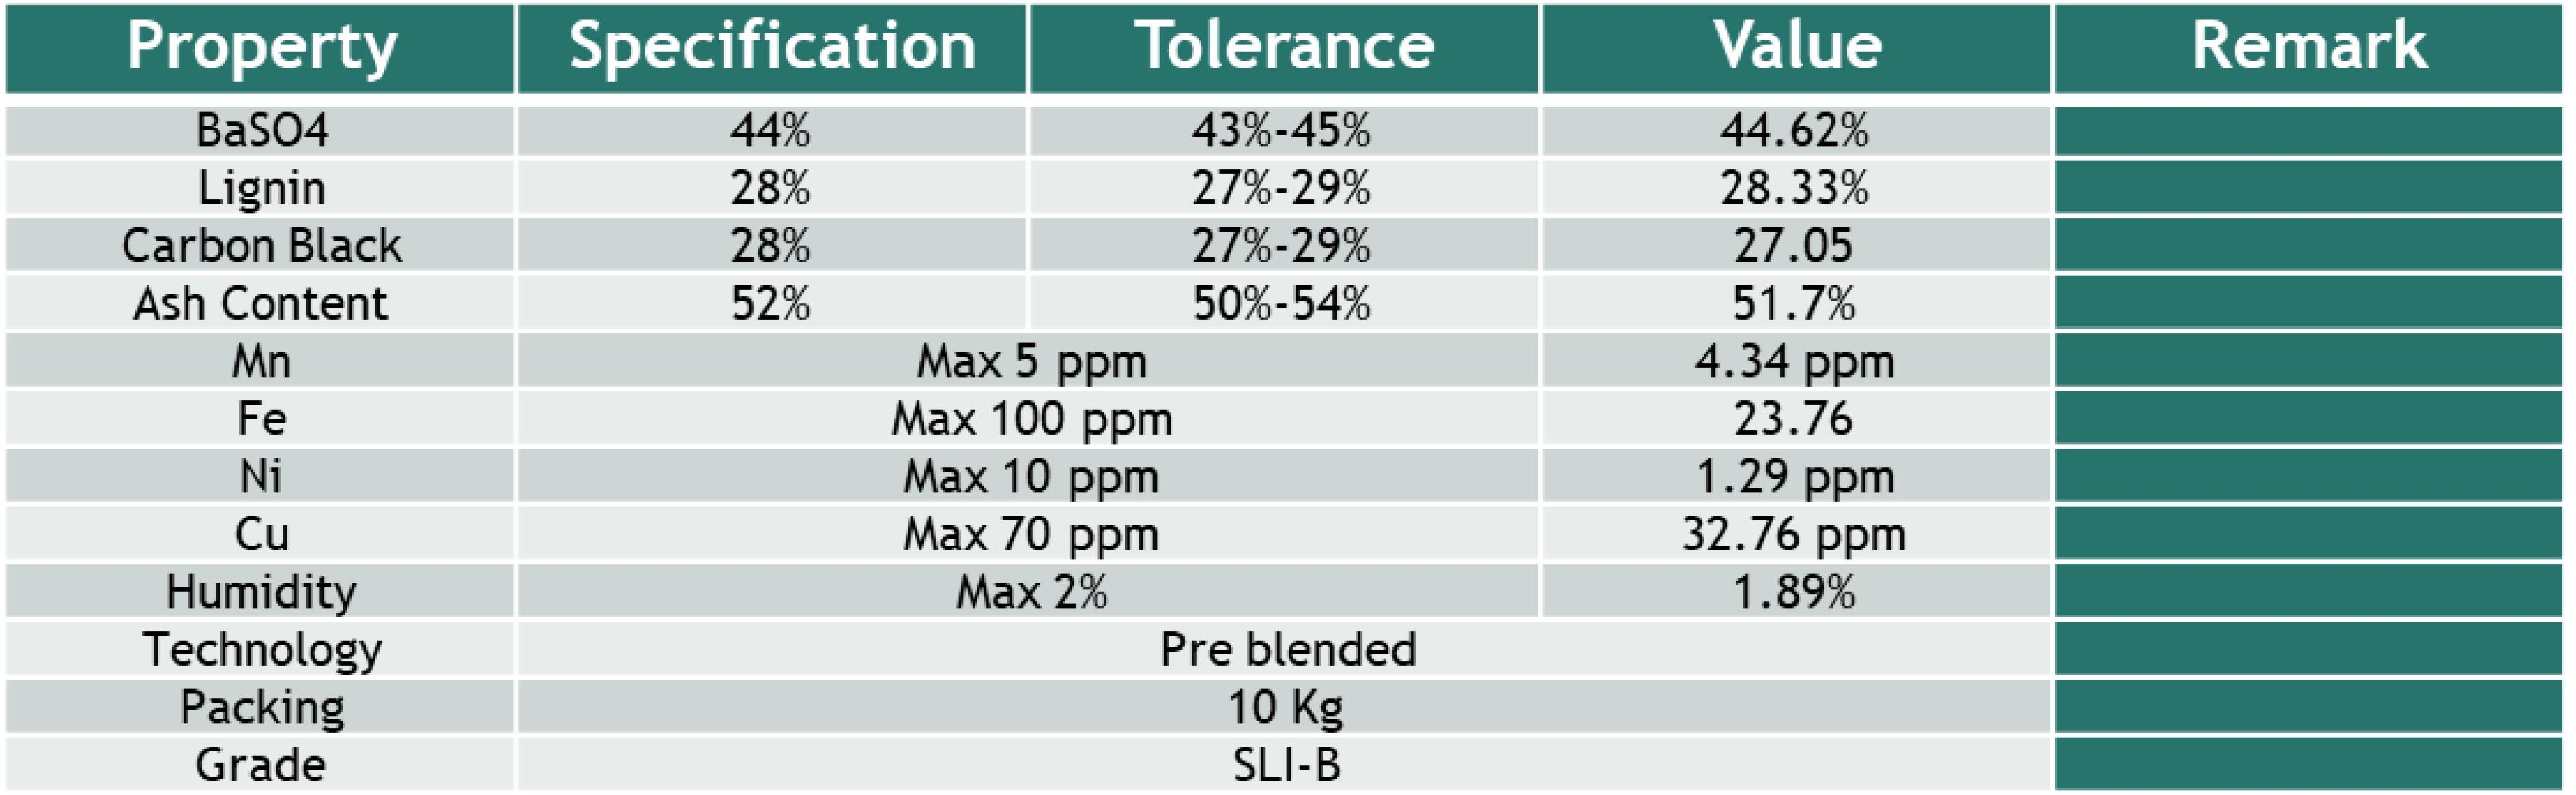 Property Specification Tolerance Value Remark
BaSO4 44% 43%-45% 44.62%
Lignin 28% 27%-29% 28.33%
Carbon Black 28% 27%-29% 27.05
Ash Content 52% 50%-54% 51.7%
Mn Max 5 ppm 4.34 ppm
Fe Max 100 ppm 23.76
Ni Max 10 ppm 1.29 ppm
Cu Max 70 ppm 32.76 ppm
Humidity Max 2% 1.89%
Technology Pre blended
Packing 10 Kg
Grade SLI-B